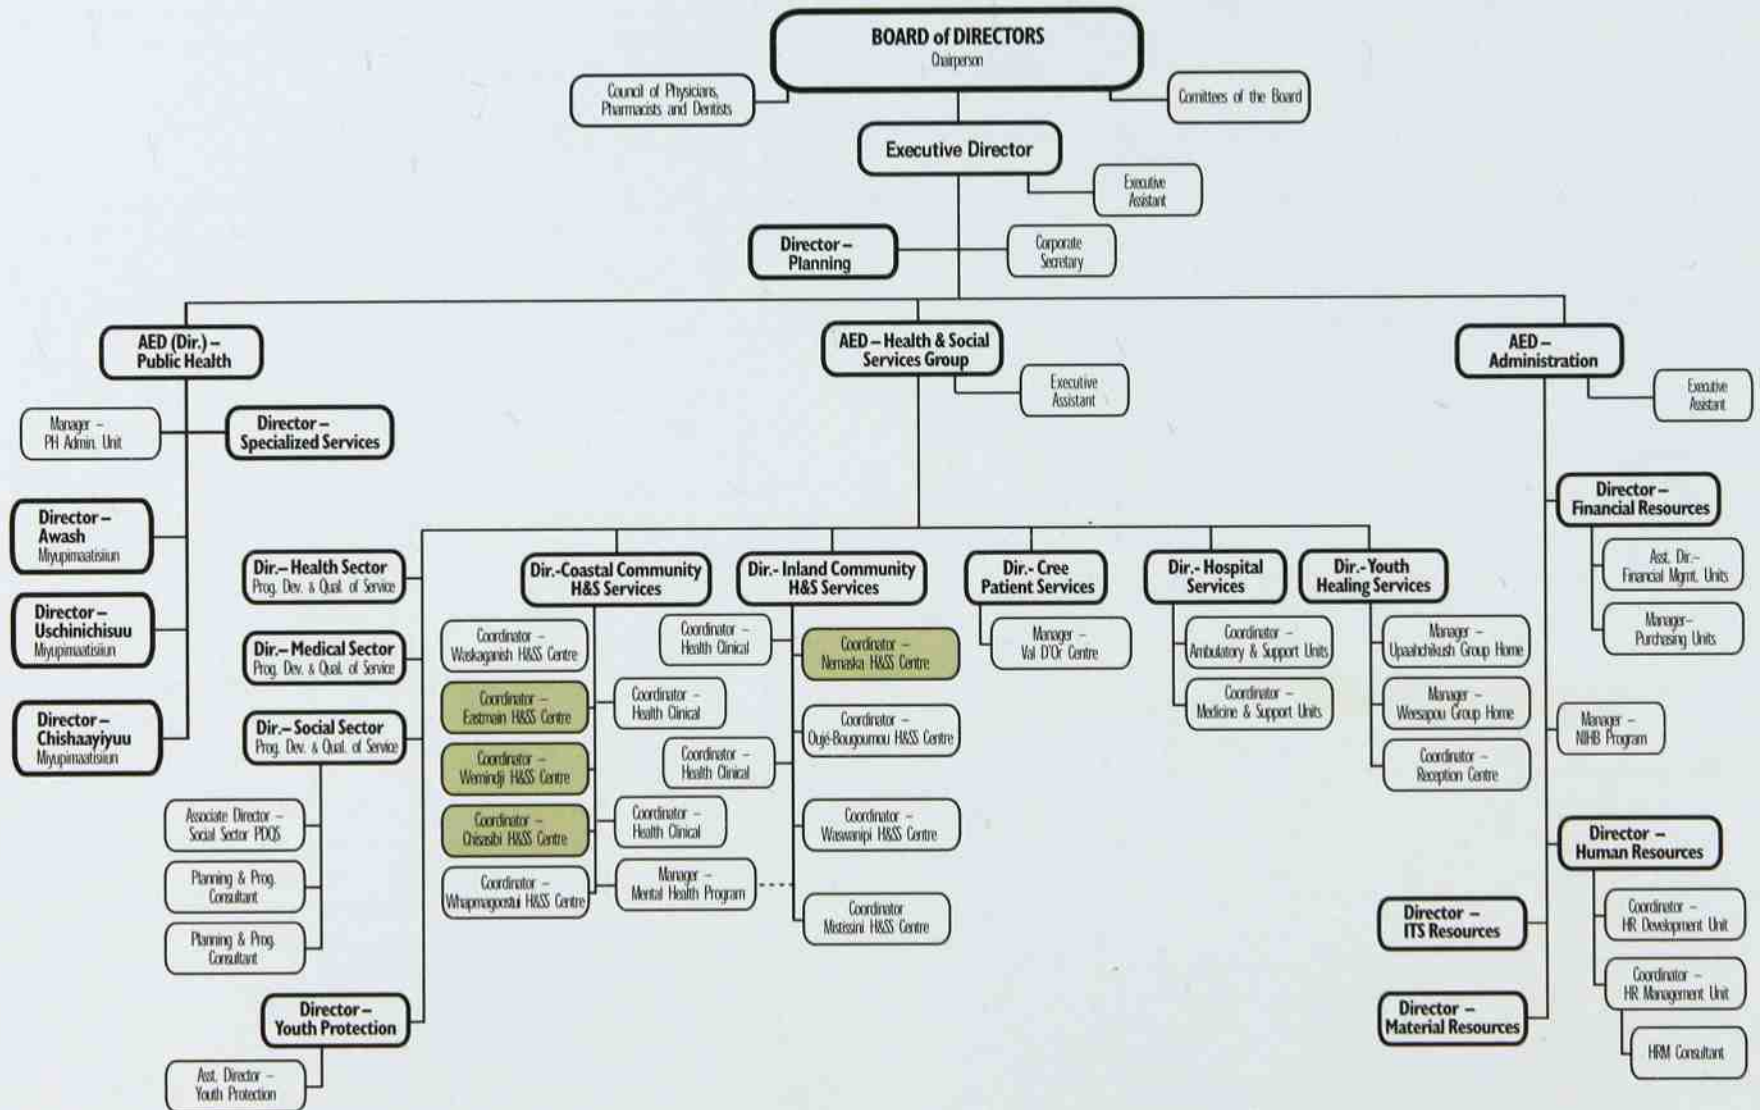 BOARD of DIRECTORS
Chairperson
Council of Physicians,
Pharmacists and Dentists
Comittees of the Board
Executive Director
Executive
Assistant
Director –
Planning
Corporate
Secretary
AED (Dir.) –
Public Health
AED – Health & Social
Services Group
AED –
Administration
Executive
Assistant
Executive
Assistant
Manager –
PH Admin. Unit
Director –
Specialized Services
Director –
Awash
Miyupimaatisiiun
Director –
Uschinichisuu
Miyupimaatisiiun
Director –
Chishaayiyuu
Miyupimaatisiiun
Dir.– Health Sector
Prog. Dev. & Qual. of Service
Dir.– Medical Sector
Prog. Dev. & Qual. of Service
Dir.– Social Sector
Prog. Dev. & Qual. of Service
Associate Director –
Social Sector PDQS
Planning & Prog.
Consultant
Planning & Prog.
Consultant
Director –
Youth Protection
Asst. Director –
Youth Protection
Dir.-Coastal Community
H&S Services
Coordinator –
Waskaganish H&SS Centre
Coordinator –
Eastmain H&SS Centre
Coordinator –
Health Clinical
Coordinator –
Wemindji H&SS Centre
Coordinator –
Chisasibi H&SS Centre
Coordinator –
Health Clinical
Coordinator –
Whapmagoostui H&SS Centre
Manager –
Mental Health Program
Dir.- Inland Community
H&S Services
Coordinator –
Health Clinical
Coordinator –
Nemaska H&SS Centre
Coordinator –
Oujé-Bougoumou H&SS Centre
Coordinator –
Health Clinical
Coordinator –
Waswanipi H&SS Centre
Coordinator
Mistissini H&SS Centre
Dir.- Cree
Patient Services
Manager –
Val D'Or Centre
Dir.- Hospital
Services
Coordinator –
Ambulatory & Support Units
Coordinator –
Medicine & Support Units
Dir.- Youth
Healing Services
Manager –
Upaahchikush Group Home
Manager –
Weesapou Group Home
Coordinator –
Reception Centre
Director –
Financial Resources
Asst. Dir.–
Financial Mgmt. Units
Manager–
Purchasing Units
Manager –
NIHB Program
Director –
Human Resources
Coordinator –
HR Development Unit
Coordinator –
HR Management Unit
HRM Consultant
Director –
ITS Resources
Director –
Material Resources